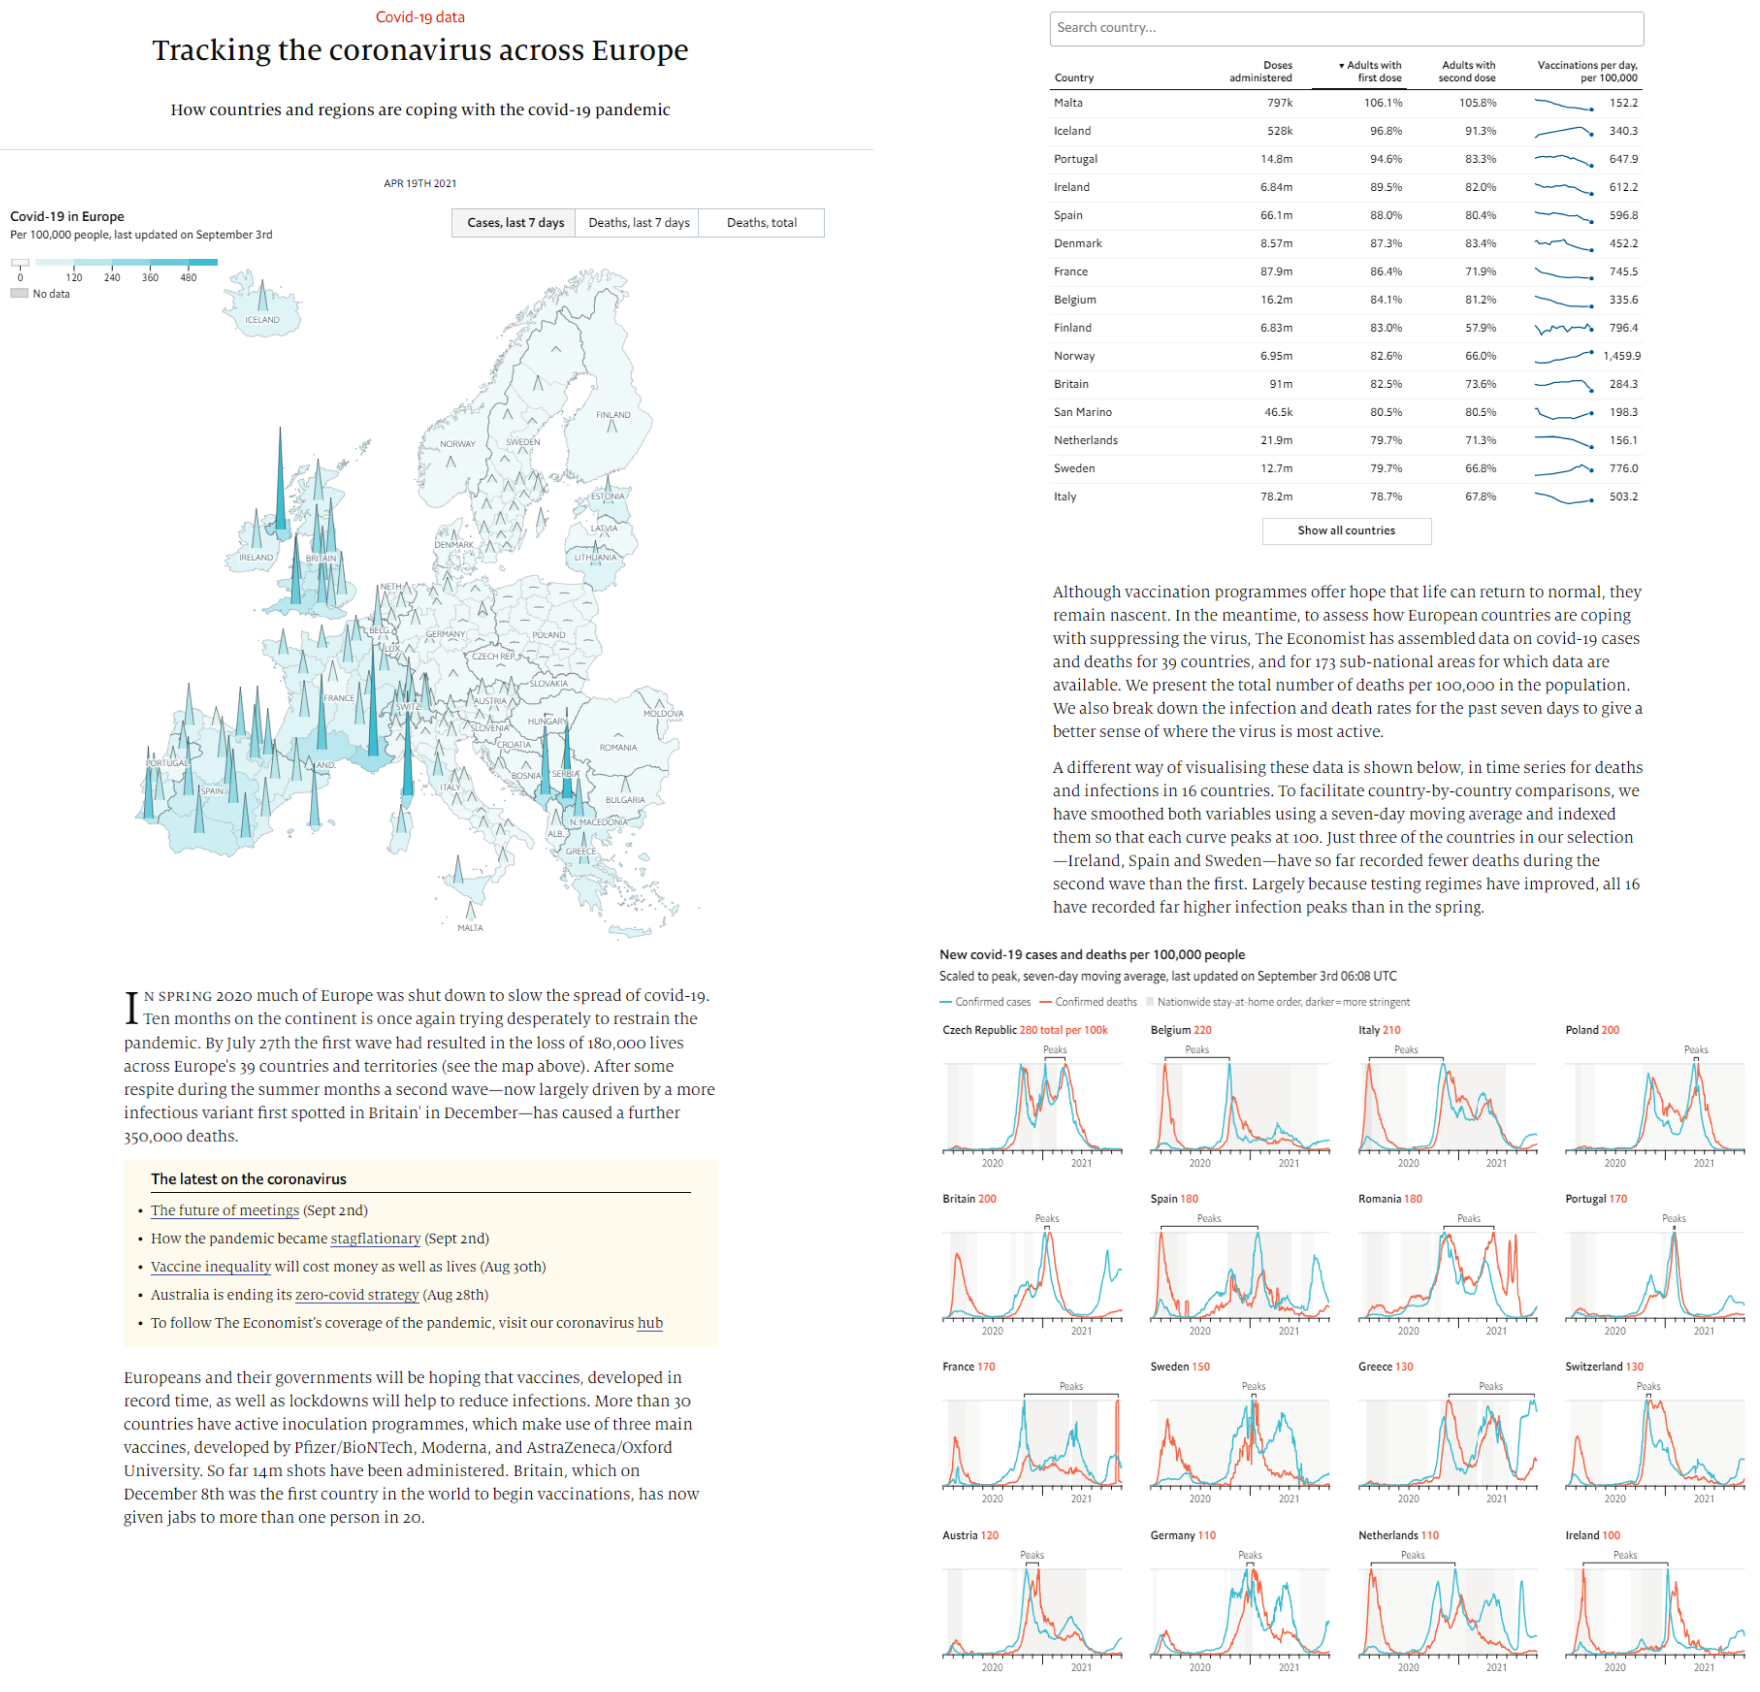 Covid-19 data
Tracking the coronavirus across Europe
How countries and regions are coping with the covid-19 pandemic
APR 19TH 2021
Covid-19 in Europe
Per 100,000 people, last updated on September 3rd
Cases, last 7 days
Deaths, last 7 days
Deaths, total
0 120 240 360 480
No data
ICELAND
FINLAND
NORWAY
SWEDEN
ESTONIA
LATVIA
DENMARK
LITHUANIA
IRELAND
BRITAIN
NETH.
BELG.
GERMANY
POLAND
LUX.
CZECH REP.
SLOVAKIA
FRANCE
SWITZ.
AUSTRIA
MOLDOVA
HUNGARY
SLOVENIA
CROATIA
ROMANIA
PORTUGAL
AND.
BOSNIA
SERBIA
SPAIN
ITALY
BULGARIA
N. MACEDONIA
ALB.
GREECE
MALTA
IN SPRING 2020 much of Europe was shut down to slow the spread of covid-19.
Ten months on the continent is once again trying desperately to restrain the
pandemic. By July 27th the first wave had resulted in the loss of 180,000 lives
across Europe's 39 countries and territories (see the map above). After some
respite during the summer months a second wave—now largely driven by a more
infectious variant first spotted in Britain' in December—has caused a further
350,000 deaths.
The latest on the coronavirus
• The future of meetings (Sept 2nd)
• How the pandemic became stagflationary (Sept 2nd)
• Vaccine inequality will cost money as well as lives (Aug 30th)
• Australia is ending its zero-covid strategy (Aug 28th)
• To follow The Economist's coverage of the pandemic, visit our coronavirus hub
Europeans and their governments will be hoping that vaccines, developed in
record time, as well as lockdowns will help to reduce infections. More than 30
countries have active inoculation programmes, which make use of three main
vaccines, developed by Pfizer/BioNTech, Moderna, and AstraZeneca/Oxford
University. So far 14m shots have been administered. Britain, which on
December 8th was the first country in the world to begin vaccinations, has now
given jabs to more than one person in 20.
Search country...
Country Doses administered ▼ Adults with first dose Adults with second dose Vaccinations per day, per 100,000
Malta 797k 106.1% 105.8% 152.2
Iceland 528k 96.8% 91.3% 340.3
Portugal 14.8m 94.6% 83.3% 647.9
Ireland 6.84m 89.5% 82.0% 612.2
Spain 66.1m 88.0% 80.4% 596.8
Denmark 8.57m 87.3% 83.4% 452.2
France 87.9m 86.4% 71.9% 745.5
Belgium 16.2m 84.1% 81.2% 335.6
Finland 6.83m 83.0% 57.9% 796.4
Norway 6.95m 82.6% 66.0% 1,459.9
Britain 91m 82.5% 73.6% 284.3
San Marino 46.5k 80.5% 80.5% 198.3
Netherlands 21.9m 79.7% 71.3% 156.1
Sweden 12.7m 79.7% 66.8% 776.0
Italy 78.2m 78.7% 67.8% 503.2
Show all countries
Although vaccination programmes offer hope that life can return to normal, they
remain nascent. In the meantime, to assess how European countries are coping
with suppressing the virus, The Economist has assembled data on covid-19 cases
and deaths for 39 countries, and for 173 sub-national areas for which data are
available. We present the total number of deaths per 100,000 in the population.
We also break down the infection and death rates for the past seven days to give a
better sense of where the virus is most active.
A different way of visualising these data is shown below, in time series for deaths
and infections in 16 countries. To facilitate country-by-country comparisons, we
have smoothed both variables using a seven-day moving average and indexed
them so that each curve peaks at 100. Just three of the countries in our selection
—Ireland, Spain and Sweden—have so far recorded fewer deaths during the
second wave than the first. Largely because testing regimes have improved, all 16
have recorded far higher infection peaks than in the spring.
New covid-19 cases and deaths per 100,000 people
Scaled to peak, seven-day moving average, last updated on September 3rd 06:08 UTC
Confirmed cases Confirmed deaths Nationwide stay-at-home order, darker=more stringent
Czech Republic 280 total per 100k Belgium 220 Italy 210 Poland 200
Peaks Peaks Peaks Peaks
2020 2021 2020 2021 2020 2021 2020 2021
Britain 200 Spain 180 Romania 180 Portugal 170
Peaks Peaks Peaks Peaks
2020 2021 2020 2021 2020 2021 2020 2021
France 170 Sweden 150 Greece 130 Switzerland 130
Peaks Peaks Peaks Peaks
2020 2021 2020 2021 2020 2021 2020 2021
Austria 120 Germany 110 Netherlands 110 Ireland 100
Peaks Peaks Peaks Peaks
2020 2021 2020 2021 2020 2021 2020 2021